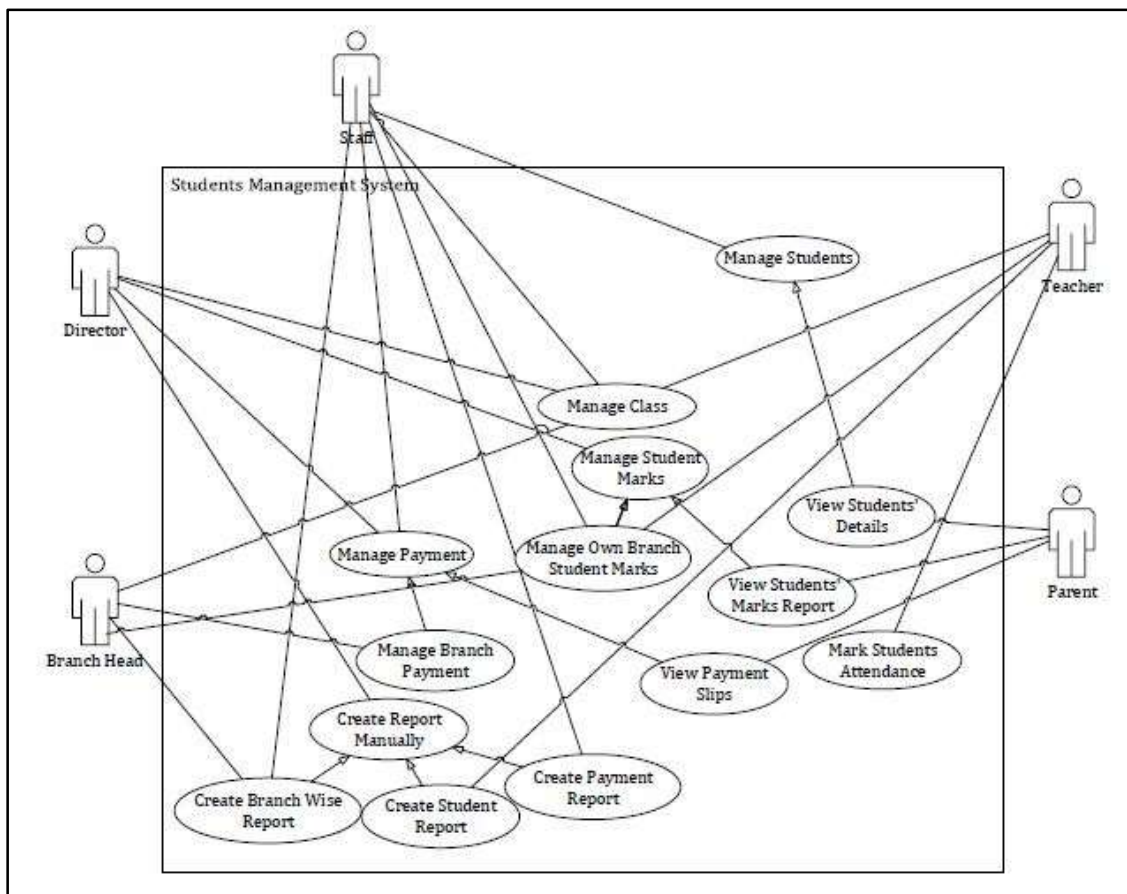 Staff
Students Management System
Director
Teacher
Manage Students
Manage Class
Manage Student
Marks
View Students'
Details
Manage Payment
Manage Own Branch
Student Marks
View Students'
Marks Report
Branch Head
Parent
Manage Branch
Payment
View Payment
Slips
Mark Students
Attendance
Create Report
Manually
Create Branch Wise
Report
Create Student
Report
Create Payment
Report